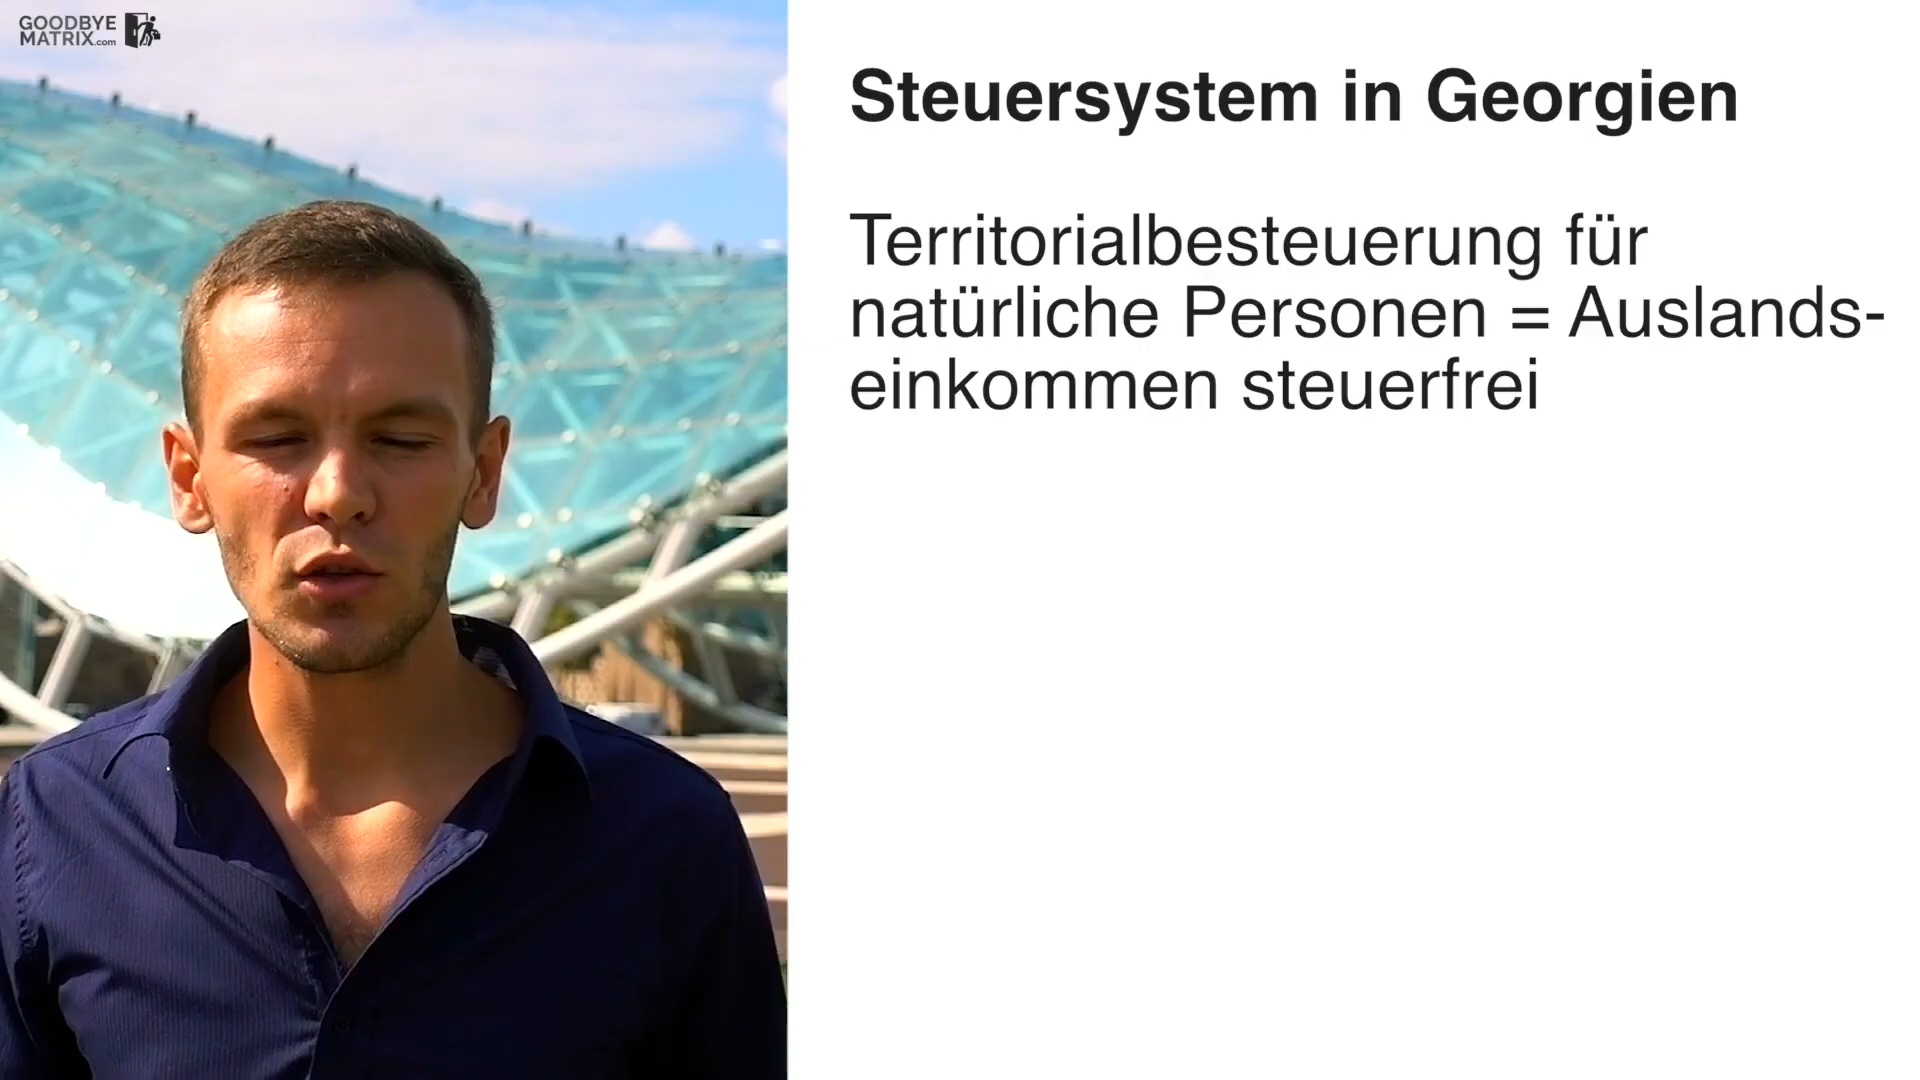 GOODBYE
MATRIX.com
Steuersystem in Georgien
Territorialbesteuerung für
natürliche Personen = Auslands-
einkommen steuerfrei